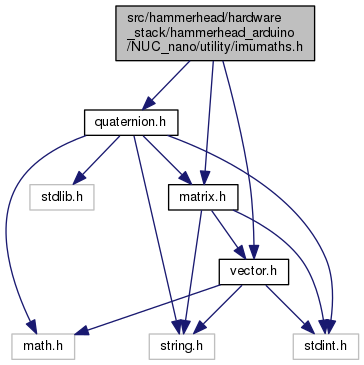 src/hammerhead/hardware
_stack/hammerhead_arduino
/NUC_nano/utility/imumaths.h
quaternion.h
stdlib.h
matrix.h
vector.h
math.h
string.h
stdint.h